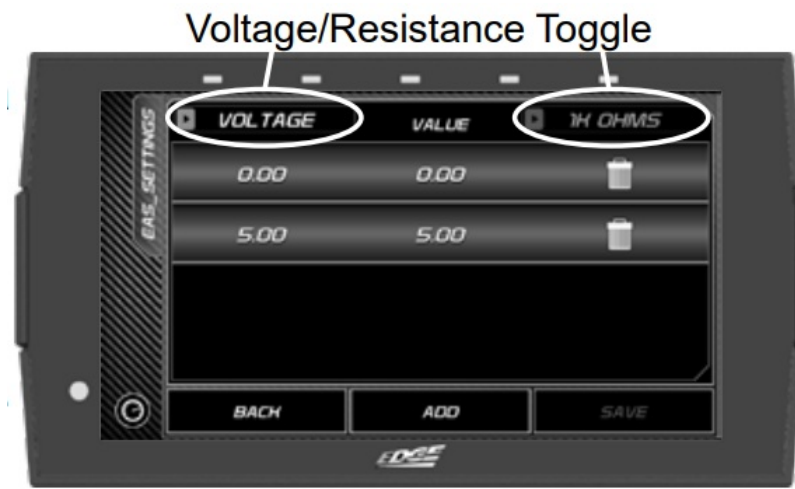 Voltage/Resistance Toggle
EAS_SETTINGS
VOLTAGE VALUE 1K OHMS
0.00 0.00
5.00 5.00
BACK ADD SAVE
EDGE